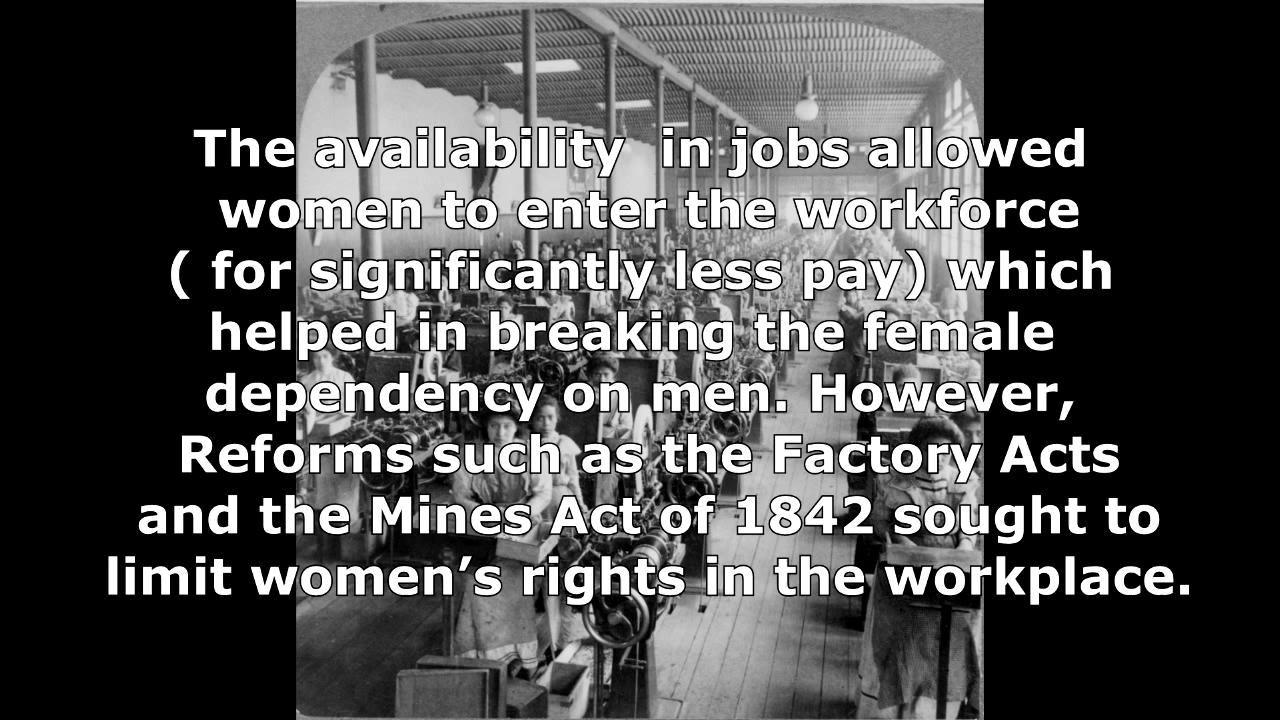 The availability  in jobs allowed
women to enter the workforce
( for significantly less pay) which
helped in breaking the female
dependency on men. However,
Reforms such as the Factory Acts
and the Mines Act of 1842 sought to
limit women’s rights in the workplace.